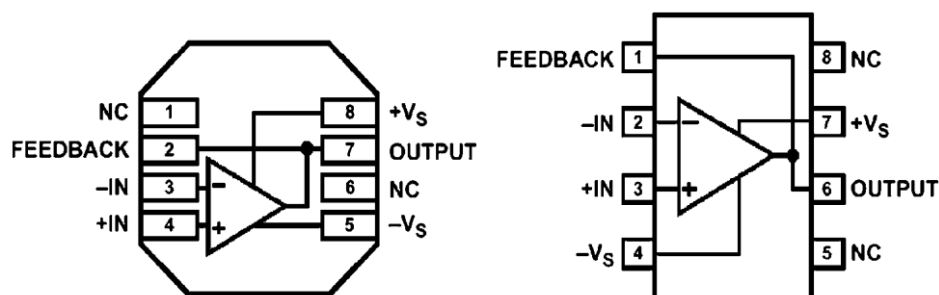 NC 1 8 +VS
FEEDBACK 2 7 OUTPUT
–IN 3 6 NC
+IN 4 5 –VS
– +
FEEDBACK 1 8 NC
–IN 2 7 +VS
+IN 3 6 OUTPUT
–VS 4 5 NC
– +